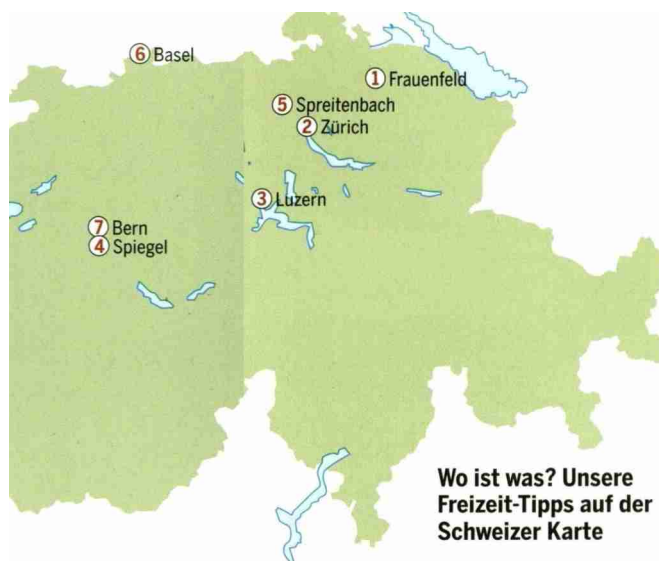 6 Basel
1 Frauenfeld
5 Spreitenbach
2 Zürich
3 Luzern
7 Bern
4 Spiegel
Wo ist was? Unsere
Freizeit-Tipps auf der
Schweizer Karte